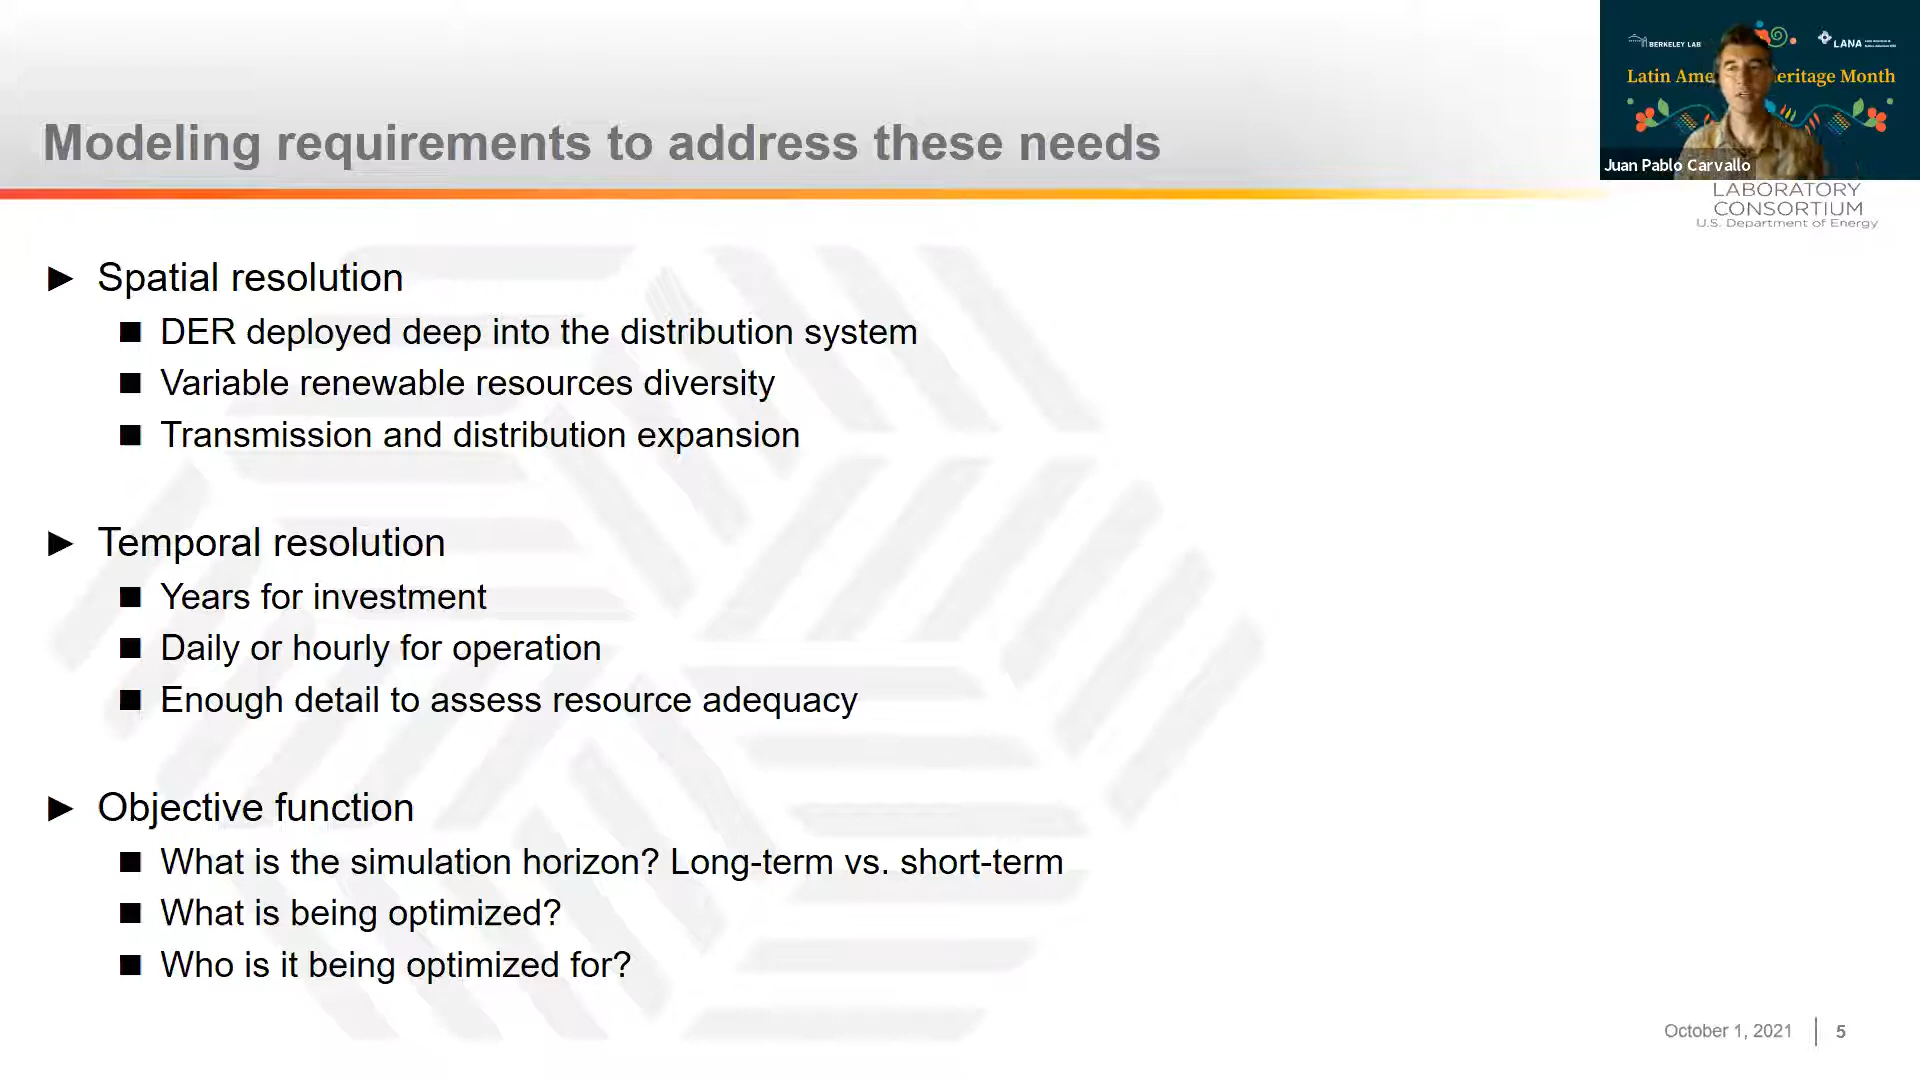 Modeling requirements to address these needs
BERKELEY LAB
LANA
Latin Ame eritage Month
Juan Pablo Carvallo
LABORATORY
CONSORTIUM
U.S. Department of Energy
► Spatial resolution
■ DER deployed deep into the distribution system
■ Variable renewable resources diversity
■ Transmission and distribution expansion
► Temporal resolution
■ Years for investment
■ Daily or hourly for operation
■ Enough detail to assess resource adequacy
► Objective function
■ What is the simulation horizon? Long-term vs. short-term
■ What is being optimized?
■ Who is it being optimized for?
October 1, 2021 | 5